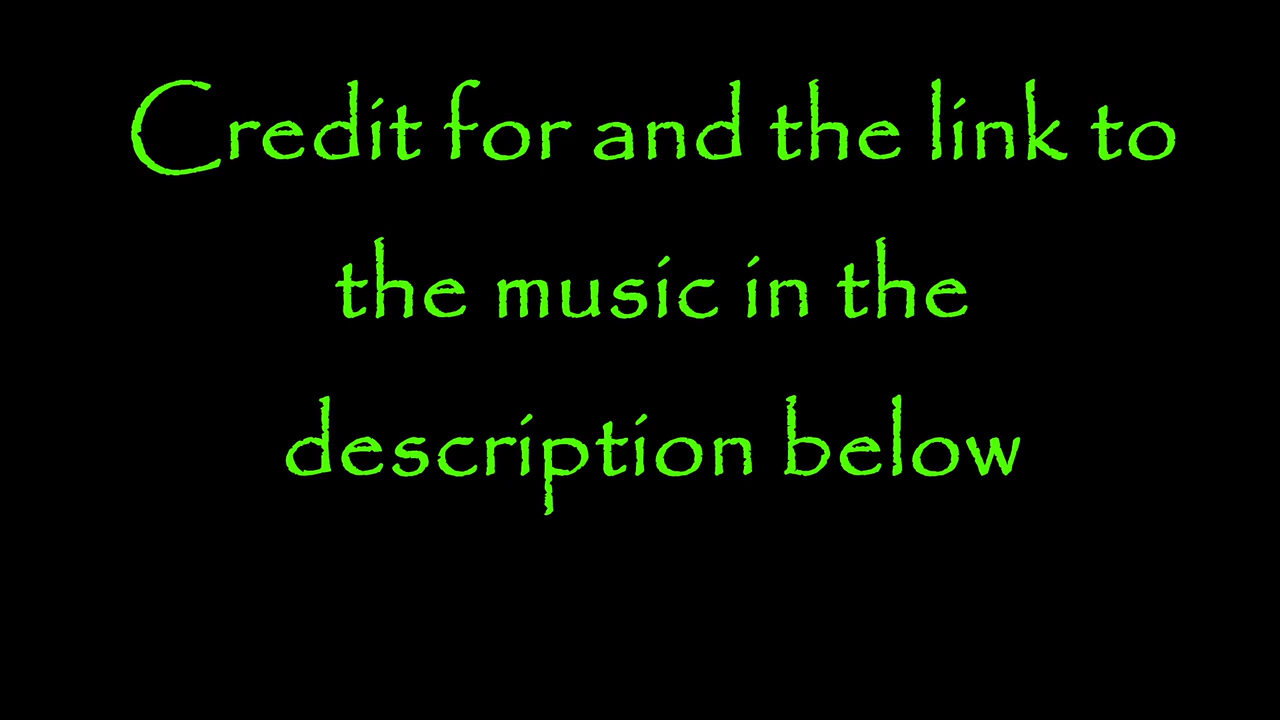 Credit for and the link to
the music in the
description below